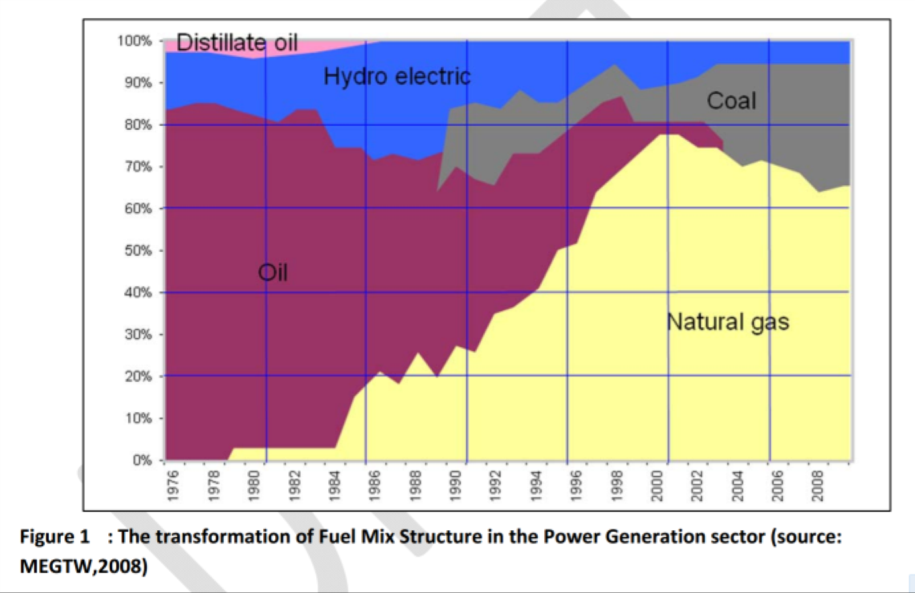 100%
Distillate oil
90%
Hydro electric
Coal
80%
70%
60%
50%
Oil
40%
Natural gas
30%
20%
10%
0%
1976 1978 1980 1982 1984 1986 1988 1990 1992 1994 1996 1998 2000 2002 2004 2006 2008
Figure 1 : The transformation of Fuel Mix Structure in the Power Generation sector (source:
MEGTW,2008)